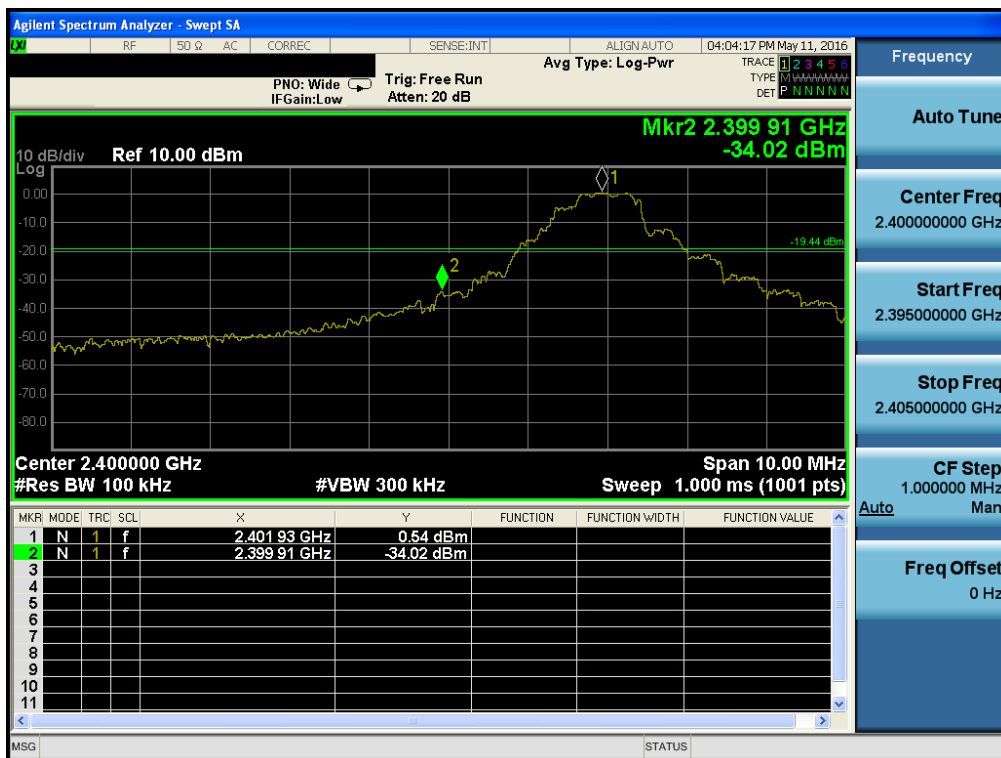 Agilent Spectrum Analyzer - Swept SA
LXI RF 50 Ω AC CORREC SENSE:INT ALIGN AUTO 04:04:17 PM May 11, 2016
Avg Type: Log-Pwr TRACE 1 2 3 4 5 6
PNO: Wide Trig: Free Run TYPE M WWWWW
IFGain:Low Atten: 20 dB DET P N N N N N
Mkr2 2.399 91 GHz
-34.02 dBm
10 dB/div Ref 10.00 dBm
Log
1
0.00
-10.0
-19.44 dBm
-20.0
2
-30.0
-40.0
-50.0
-60.0
-70.0
-80.0
Center 2.400000 GHz Span 10.00 MHz
#Res BW 100 kHz #VBW 300 kHz Sweep 1.000 ms (1001 pts)
MKR MODE TRC SCL X Y FUNCTION FUNCTION WIDTH FUNCTION VALUE
1 N 1 f 2.401 93 GHz 0.54 dBm
2 N 1 f 2.399 91 GHz -34.02 dBm
3
4
5
6
7
8
9
10
11
MSG STATUS
Frequency
Auto Tune
Center Freq
2.400000000 GHz
Start Freq
2.395000000 GHz
Stop Freq
2.405000000 GHz
CF Step
1.000000 MHz
Auto Man
Freq Offset
0 Hz